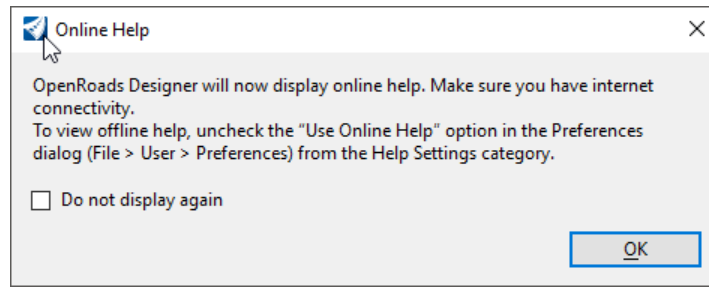 Online Help
OpenRoads Designer will now display online help. Make sure you have internet
connectivity.
To view offline help, uncheck the “Use Online Help” option in the Preferences
dialog (File > User > Preferences) from the Help Settings category.
Do not display again
OK